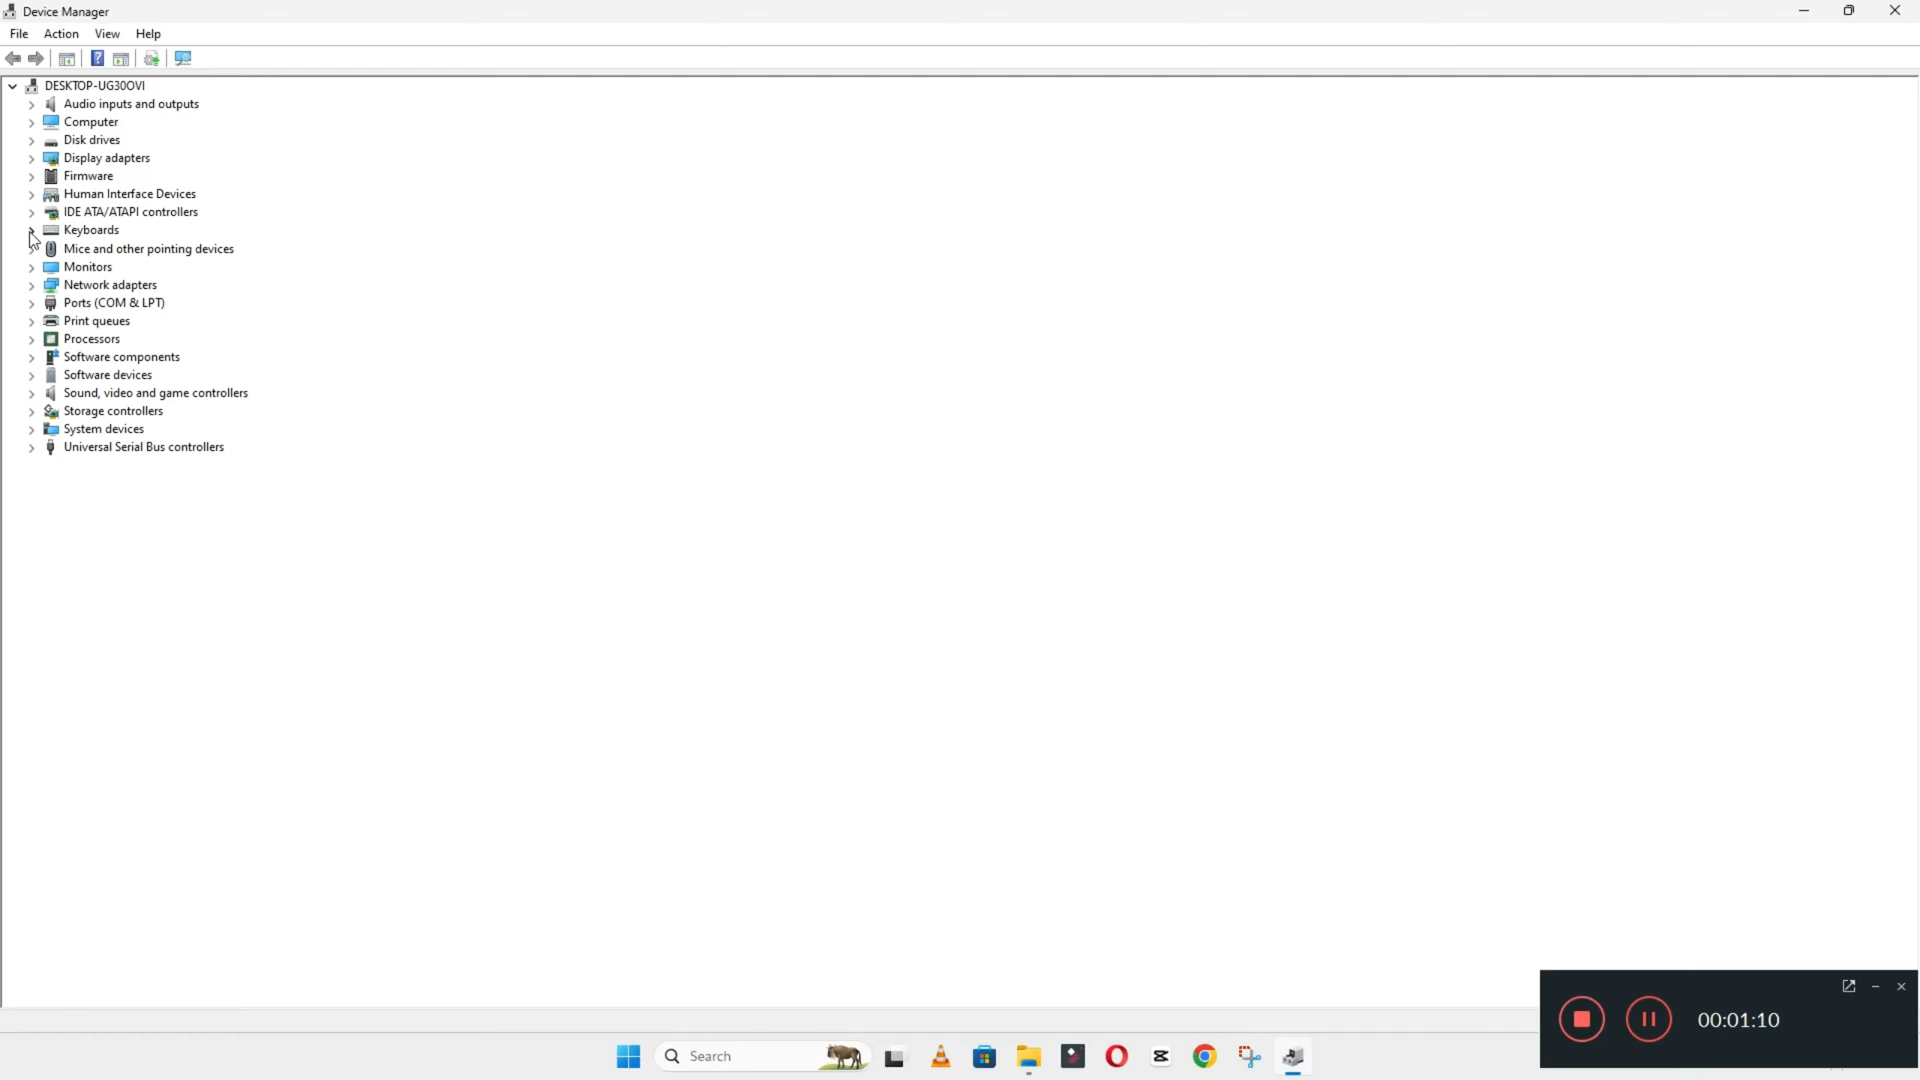 Device Manager
File Action View Help
DESKTOP-UG30OVI
Audio inputs and outputs
Computer
Disk drives
Display adapters
Firmware
Human Interface Devices
IDE ATA/ATAPI controllers
Keyboards
Mice and other pointing devices
Monitors
Network adapters
Ports (COM & LPT)
Print queues
Processors
Software components
Software devices
Sound, video and game controllers
Storage controllers
System devices
Universal Serial Bus controllers
00:01:10
Search